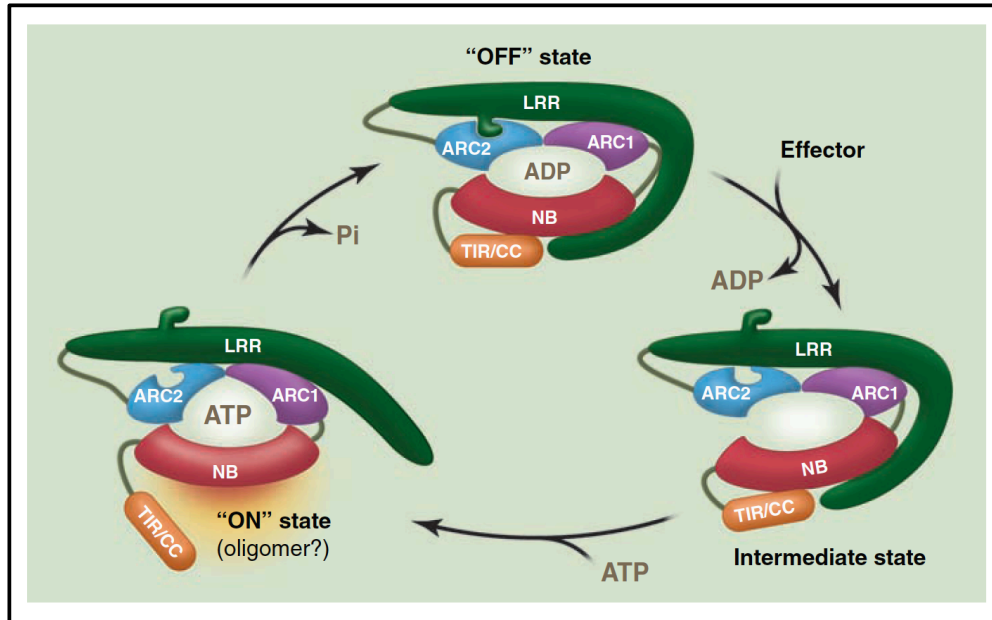 “OFF” state
LRR
ARC2
ARC1
ADP
NB
TIR/CC
Effector
ADP
Pi
LRR
ARC2
ARC1
NB
TIR/CC
Intermediate state
ATP
LRR
ARC2
ARC1
ATP
NB
TIR/CC
“ON” state
(oligomer?)